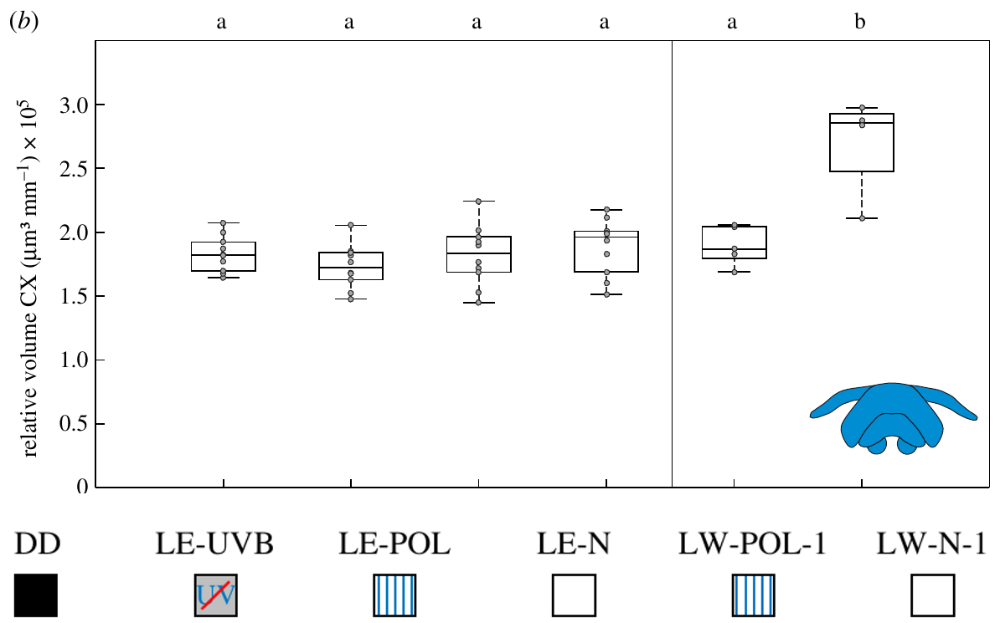 (b) a a a a a b
relative volume CX (µm³ mm⁻¹) × 10⁵
3.0
2.5
2.0
1.5
1.0
0.5
0
DD LE-UVB LE-POL LE-N LW-POL-1 LW-N-1
UV